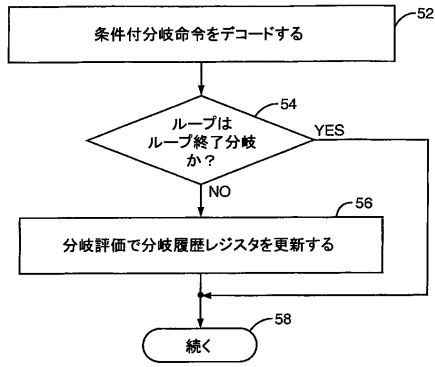 条件付分岐命令をデコードする
52
ループは
ループ終了分岐
か?
54
YES
NO
分岐評価で分岐履歴レジスタを更新する
56
続く
58